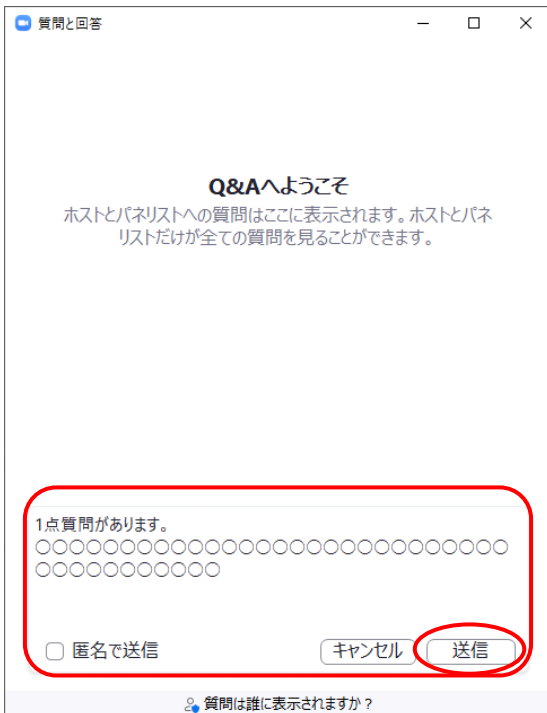 質問と回答
Q&Aへようこそ
ホストとパネリストへの質問はここに表示されます。ホストとパネ
リストだけが全ての質問を見ることができます。
1点質問があります。
○○○○○○○○○○○○○○○○○○○○○○○○○○○○
○○○○○○○○○○○
匿名で送信 キャンセル 送信
質問は誰に表示されますか？